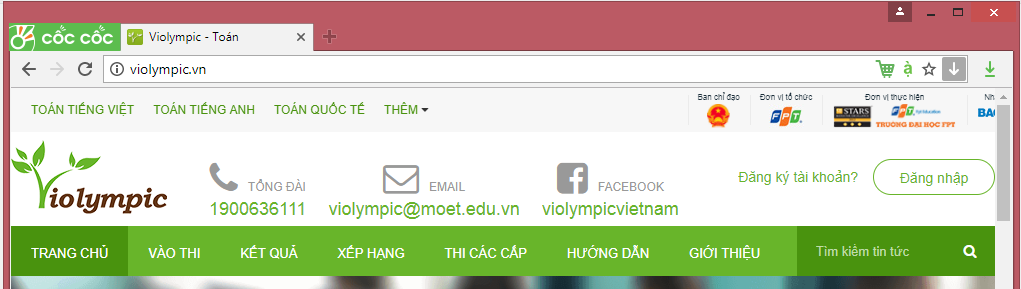 cốc cốc Violympic - Toán
violympic.vn
TOÁN TIẾNG VIỆT TOÁN TIẾNG ANH TOÁN QUỐC TẾ THÊM
Ban chỉ đạo Đơn vị tổ chức Đơn vị thực hiện
FPT STARS FPT
TRƯỜNG ĐẠI HỌC FPT
Violympic
TỔNG ĐÀI EMAIL FACEBOOK
1900636111 violympic@moet.edu.vn violympicvietnam
Đăng ký tài khoản? Đăng nhập
TRANG CHỦ VÀO THI KẾT QUẢ XẾP HẠNG THI CÁC CẤP HƯỚNG DẪN GIỚI THIỆU Tìm kiếm tin tức